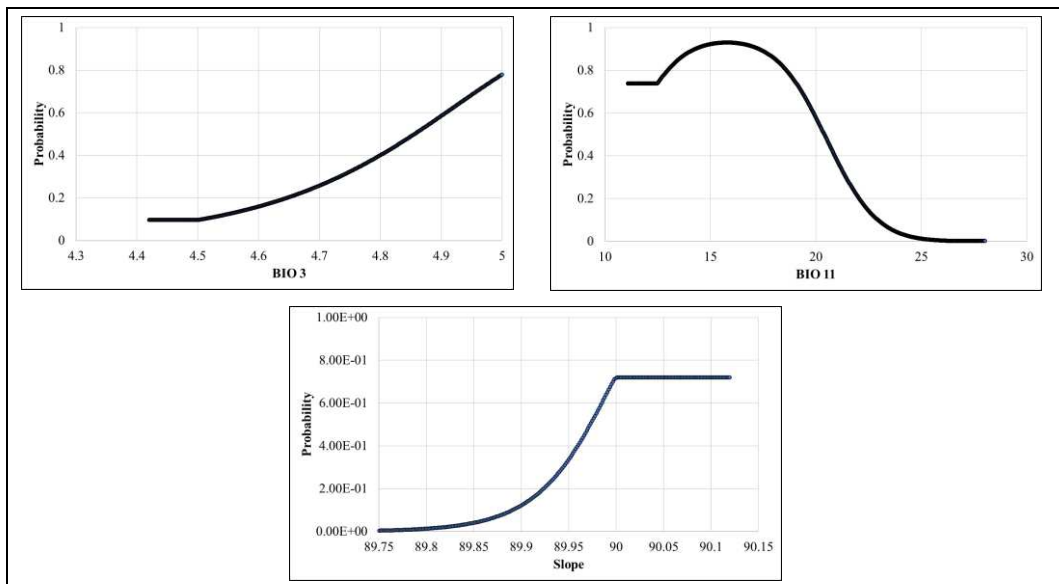 1
0.8
0.6
0.4
0.2
0
Probability
4.3 4.4 4.5 4.6 4.7 4.8 4.9 5
BIO 3
1
0.8
0.6
0.4
0.2
0
Probability
10 15 20 25 30
BIO 11
1.00E+00
8.00E-01
6.00E-01
4.00E-01
2.00E-01
0.00E+00
Probability
89.75 89.8 89.85 89.9 89.95 90 90.05 90.1 90.15
Slope